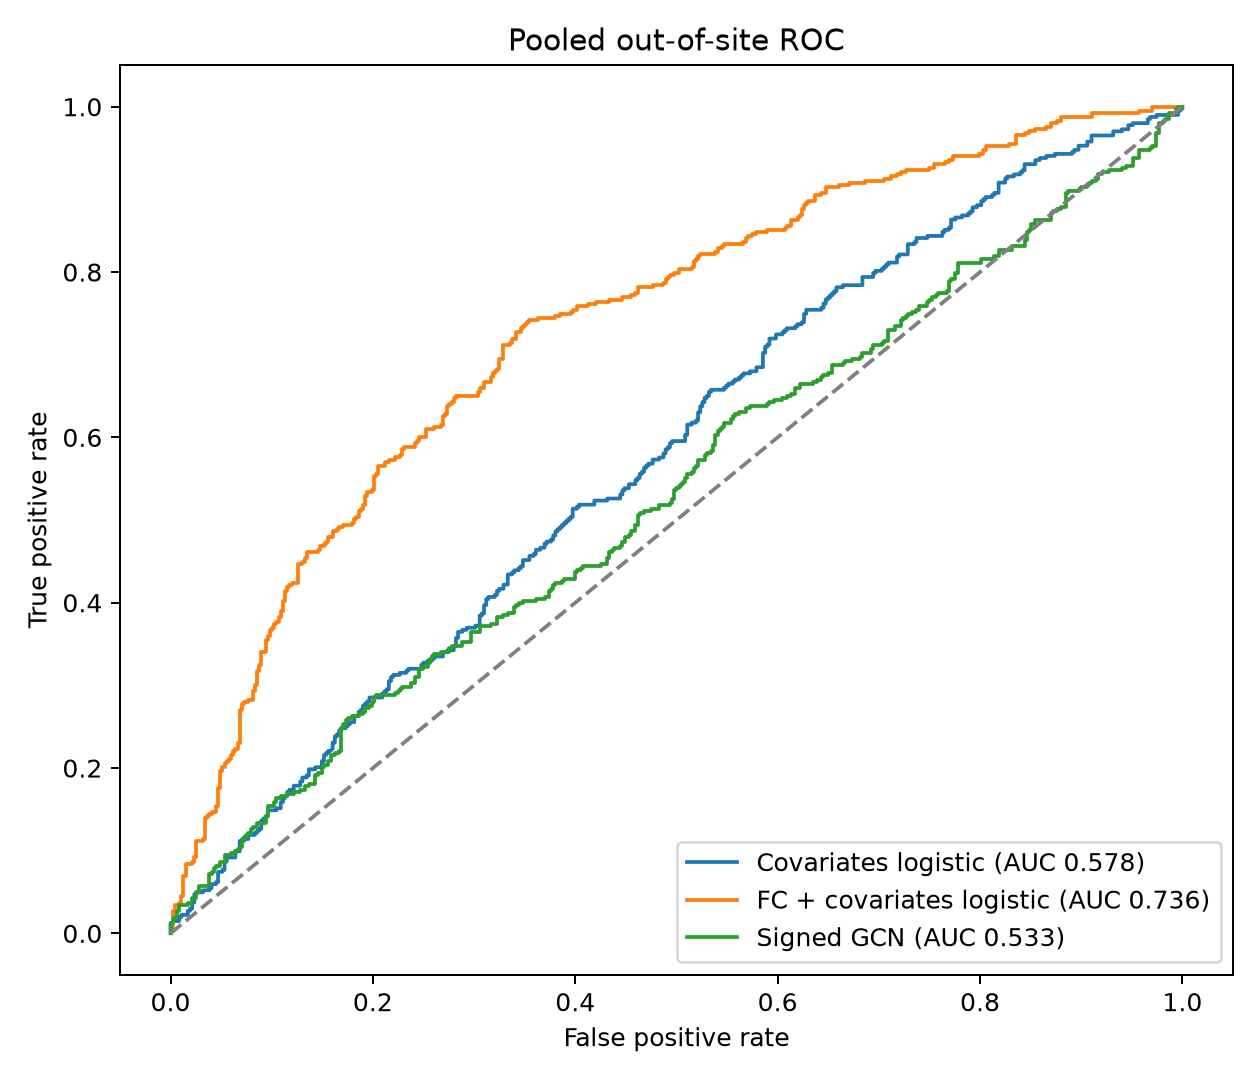 Pooled out-of-site ROC
True positive rate
1.0
0.8
0.6
0.4
0.2
0.0
Covariates logistic (AUC 0.578)
FC + covariates logistic (AUC 0.736)
Signed GCN (AUC 0.533)
0.0 0.2 0.4 0.6 0.8 1.0
False positive rate